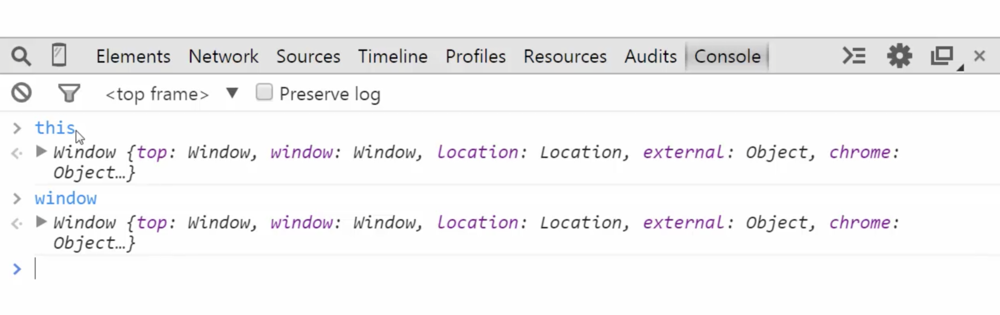 Elements Network Sources Timeline Profiles Resources Audits Console
<top frame> Preserve log
this
Window {top: Window, window: Window, location: Location, external: Object, chrome:
Object…}
window
Window {top: Window, window: Window, location: Location, external: Object, chrome:
Object…}